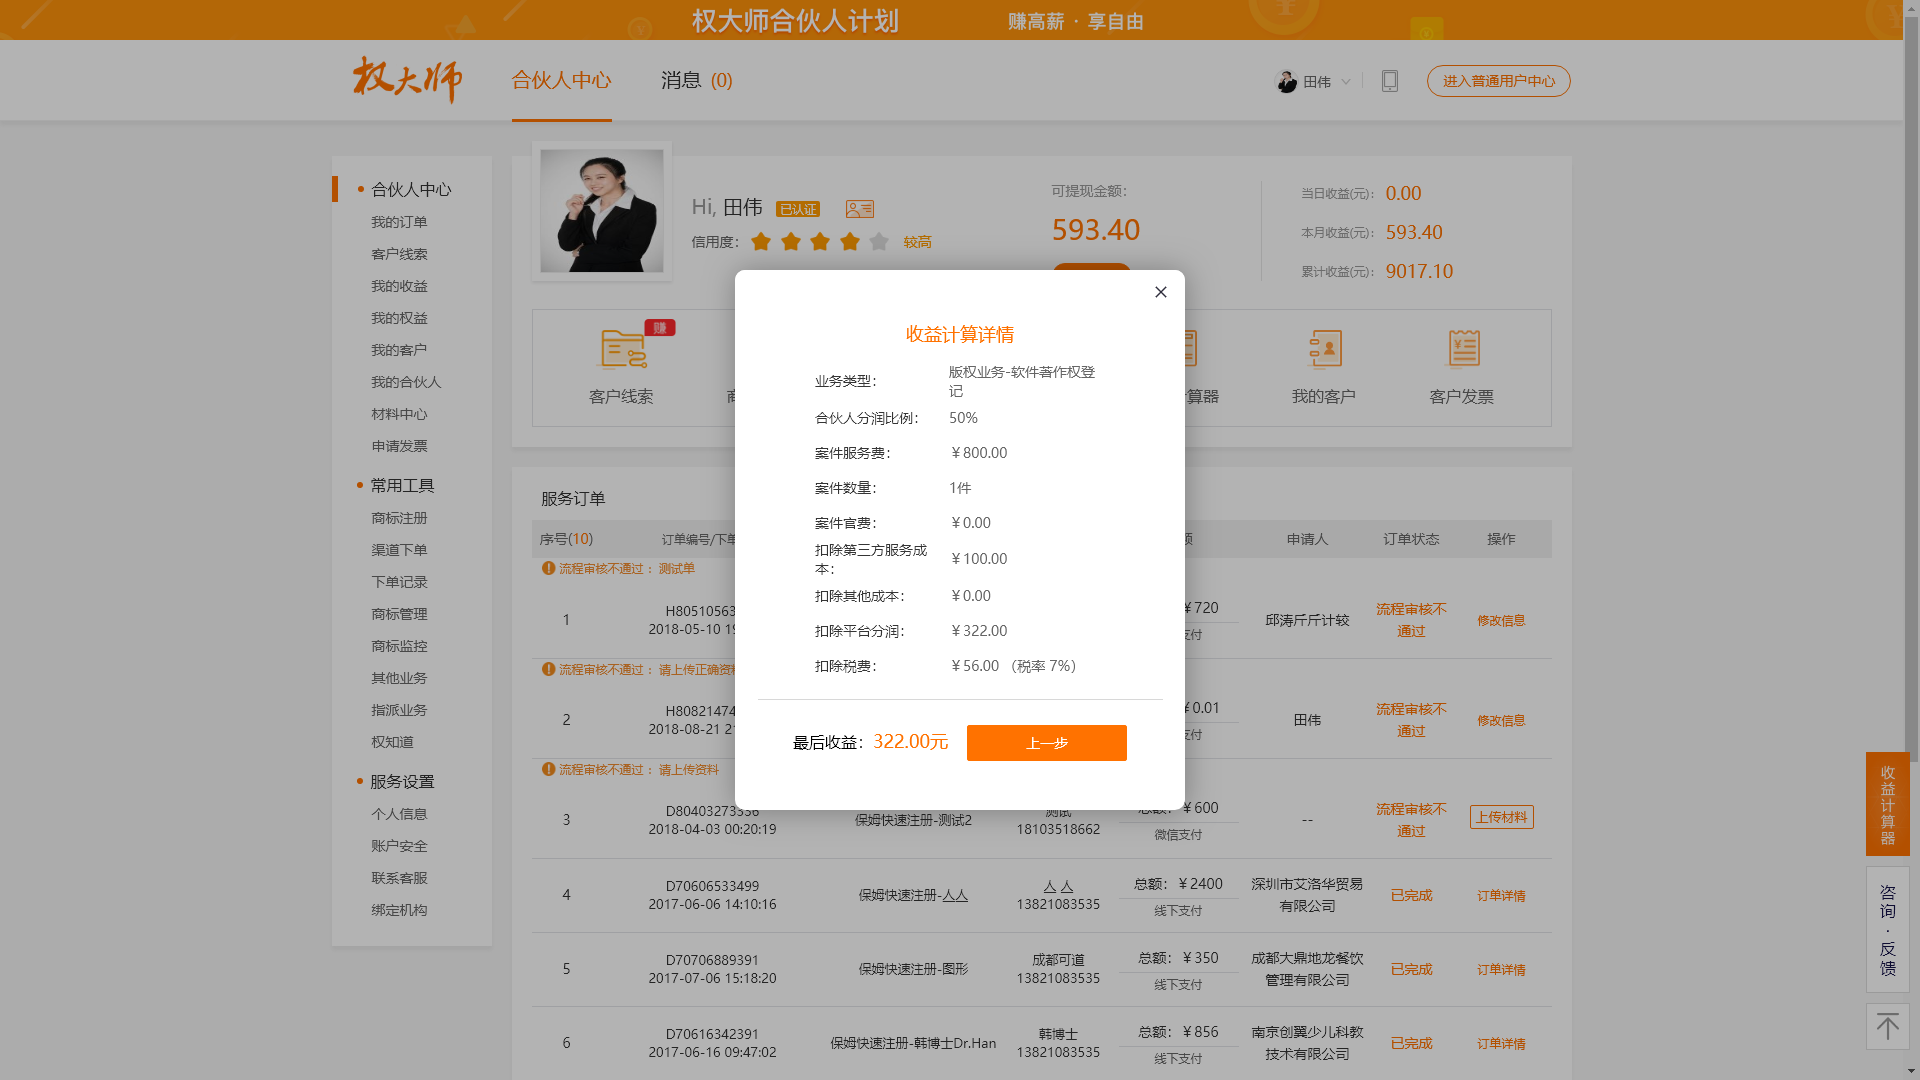 权大师合伙人计划 赚高薪 · 享自由
权大师 合伙人中心 消息 (0) 田伟 进入普通用户中心
合伙人中心
我的订单
客户线索
我的收益
我的权益
我的客户
我的合伙人
材料中心
申请发票
常用工具
商标注册
渠道下单
下单记录
商标管理
商标监控
其他业务
指派业务
权知道
服务设置
个人信息
账户安全
联系客服
绑定机构
Hi, 田伟 已认证
信用度： 较高
可提现金额：
593.40
当日收益(元)： 0.00
本月收益(元)： 593.40
累计收益(元)： 9017.10
赚
客户线索 商 算器 我的客户 客户发票
收益计算详情
业务类型： 版权业务-软件著作权登
记
合伙人分润比例： 50%
案件服务费： ￥800.00
案件数量： 1件
案件官费： ￥0.00
扣除第三方服务成
本： ￥100.00
扣除其他成本： ￥0.00
扣除平台分润： ￥322.00
扣除税费： ￥56.00 （税率 7%）
最后收益： 322.00元 上一步
服务订单
序号(10) 订单编号/下单 额 申请人 订单状态 操作
流程审核不通过 ： 测试单
1 H80510563 ￥720 邱涛斤斤计较 流程审核不 修改信息
2018-05-10 19 支付 通过
流程审核不通过 ： 请上传正确资料
2 H80821474 ￥0.01 田伟 流程审核不 修改信息
2018-08-21 21 支付 通过
流程审核不通过 ： 请上传资料
3 D80403273336 保姆快速注册-测试2 测试 总额： ￥600 -- 流程审核不 上传材料
2018-04-03 00:20:19 18103518662 微信支付 通过
4 D70606533499 保姆快速注册-人人 人 人 总额： ￥2400 深圳市艾洛华贸易 已完成 订单详情
2017-06-06 14:10:16 13821083535 线下支付 有限公司
5 D70706889391 保姆快速注册-图形 成都可道 总额： ￥350 成都大鼎地龙餐饮 已完成 订单详情
2017-07-06 15:18:20 13821083535 线下支付 管理有限公司
6 D70616342391 保姆快速注册-韩博士Dr.Han 韩博士 总额： ￥856 南京创翼少儿科教 已完成 订单详情
2017-06-16 09:47:02 13821083535 线下支付 技术有限公司
收益计算器
咨询·反馈